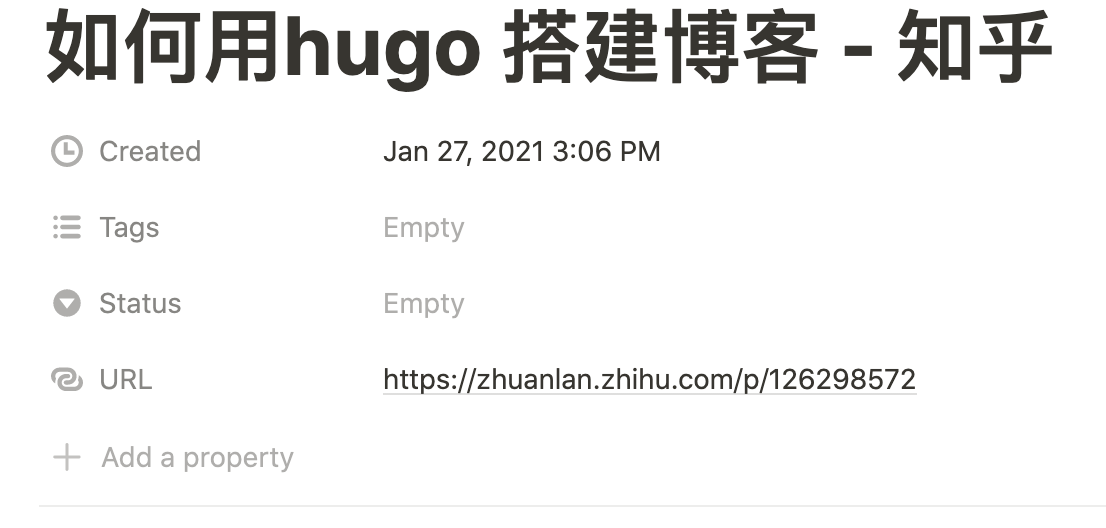 如何用hugo 搭建博客 - 知乎
Created Jan 27, 2021 3:06 PM
Tags Empty
Status Empty
URL https://zhuanlan.zhihu.com/p/126298572
Add a property